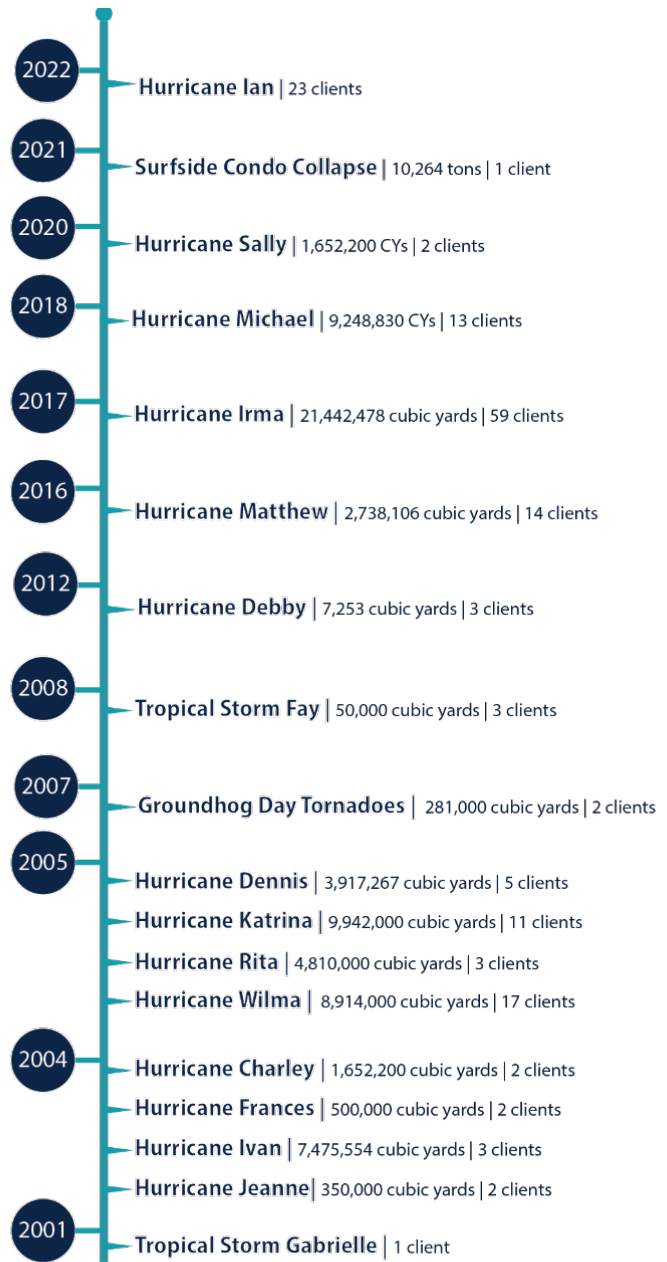 2022
Hurricane Ian | 23 clients
2021
Surfside Condo Collapse | 10,264 tons | 1 client
2020
Hurricane Sally | 1,652,200 CYs | 2 clients
2018
Hurricane Michael | 9,248,830 CYs | 13 clients
2017
Hurricane Irma | 21,442,478 cubic yards | 59 clients
2016
Hurricane Matthew | 2,738,106 cubic yards | 14 clients
2012
Hurricane Debby | 7,253 cubic yards | 3 clients
2008
Tropical Storm Fay | 50,000 cubic yards | 3 clients
2007
Groundhog Day Tornadoes | 281,000 cubic yards | 2 clients
2005
Hurricane Dennis | 3,917,267 cubic yards | 5 clients
Hurricane Katrina | 9,942,000 cubic yards | 11 clients
Hurricane Rita | 4,810,000 cubic yards | 3 clients
Hurricane Wilma | 8,914,000 cubic yards | 17 clients
2004
Hurricane Charley | 1,652,200 cubic yards | 2 clients
Hurricane Frances | 500,000 cubic yards | 2 clients
Hurricane Ivan | 7,475,554 cubic yards | 3 clients
Hurricane Jeanne| 350,000 cubic yards | 2 clients
2001
Tropical Storm Gabrielle | 1 client